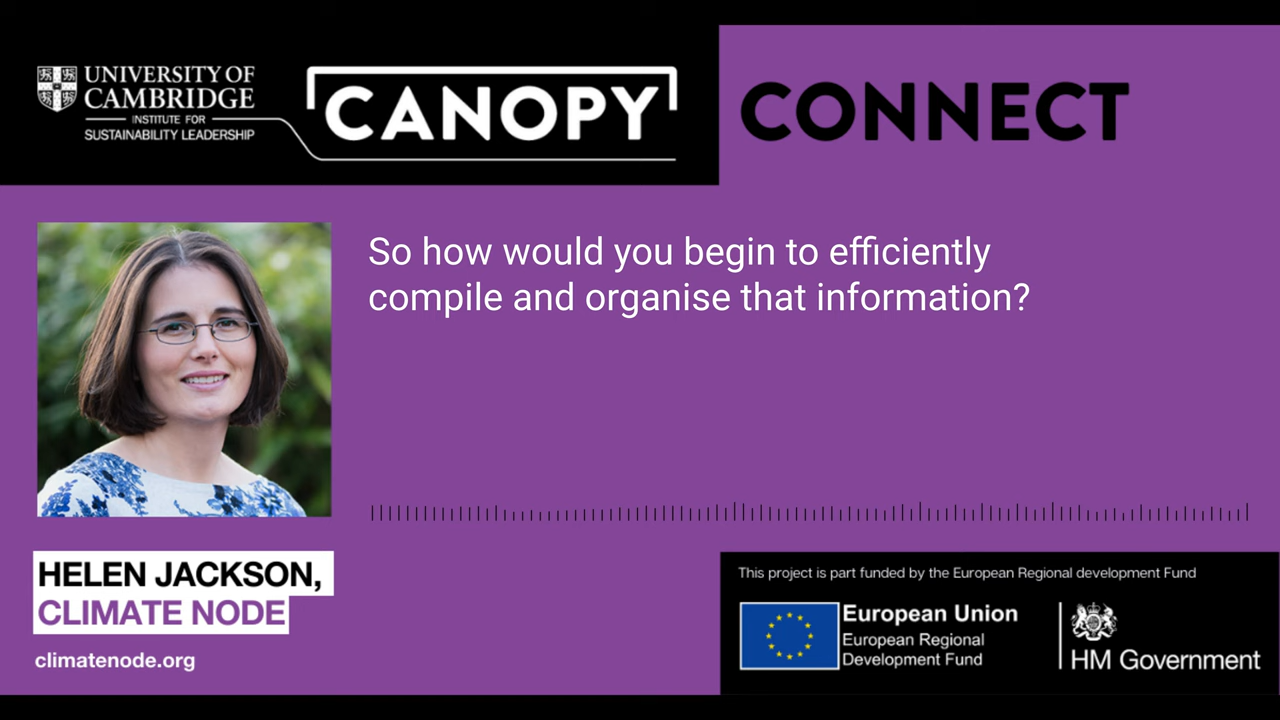 UNIVERSITY OF
CAMBRIDGE
INSTITUTE FOR
SUSTAINABILITY LEADERSHIP
CANOPY
CONNECT
So how would you begin to efficiently
compile and organise that information?
HELEN JACKSON,
CLIMATE NODE
climatenode.org
This project is part funded by the European Regional development Fund
European Union
European Regional
Development Fund
HM Government